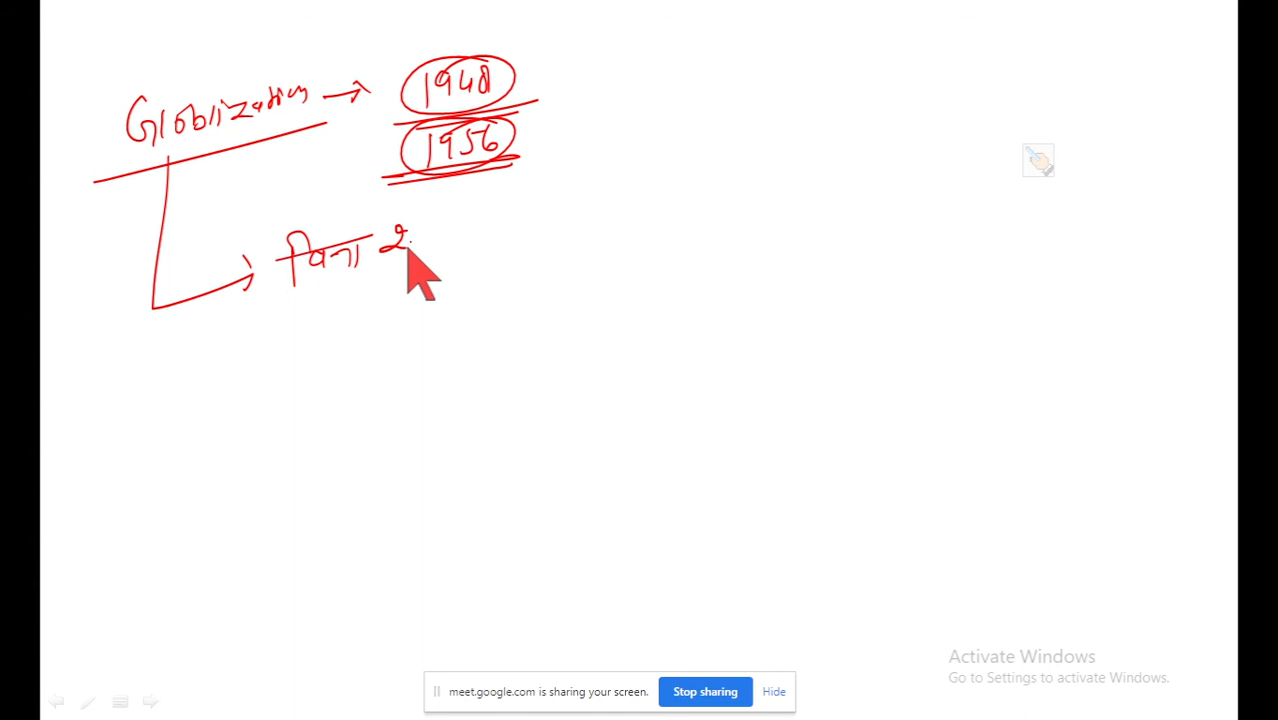 Globlization → 1948
1956
→ विना
Activate Windows
Go to Settings to activate Windows.
meet.google.com is sharing your screen. Stop sharing Hide